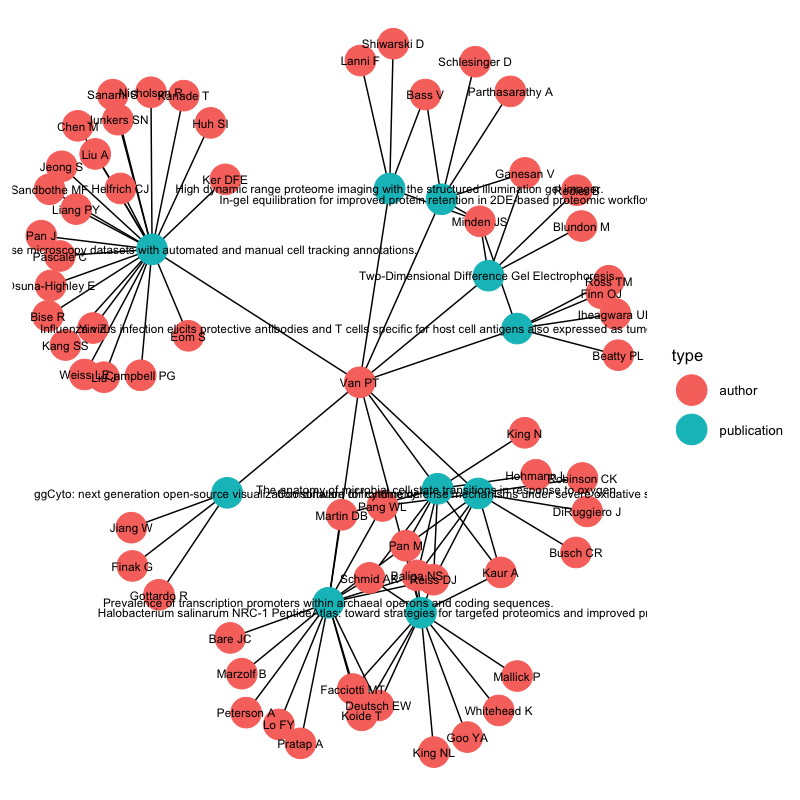 Shiwarski D
Lanni F
Schlesinger D
Bass V
Parthasarathy A
Nicholson R
Kanade T
Junkers SN
Chen M
Huh SI
Liu A
Jeong S
Ker DFE
Sandbothe MF
Helfrich CJ
Ganesan V
High dynamic range proteome imaging with the structured illumination gel imager.
In-gel equilibration for improved protein retention in 2DE-based proteomic workflow
Liang PY
Minden JS
Blundon M
Pan J
se microscopy datasets with automated and manual cell tracking annotations.
Pascale C
Two-Dimensional Difference Gel Electrophoresis.
Osuna-Highley E
Ross TM
Finn OJ
Bise R
Iheagwara UK
Influenza virus infection elicits protective antibodies and T cells specific for host cell antigens also expressed as tum
Eom S
Kang SS
Beatty PL
Weiss LE
Campbell PG
Van PT
type
author
publication
King N
Hohmann L
Robinson CK
The anatomy of microbial cell state transitions in response to oxygen.
ggCyto: next generation open-source visualization software for cytometry
mechanisms under severe oxidative s
Pang WL
Martin DB
DiRuggiero J
Jiang W
Pan M
Busch CR
Finak G
Schmid AK
Baliga NS
Reiss DJ
Kaur A
Gottardo R
Prevalence of transcription promoters within archaeal operons and coding sequences.
Halobacterium salinarum NRC-1 PeptideAtlas: toward strategies for targeted proteomics and improved pr
Bare JC
Marzolf B
Mallick P
Facciotti MT
Deutsch EW
Peterson A
Koide T
Whitehead K
Lo FY
Pratap A
Goo YA
King NL